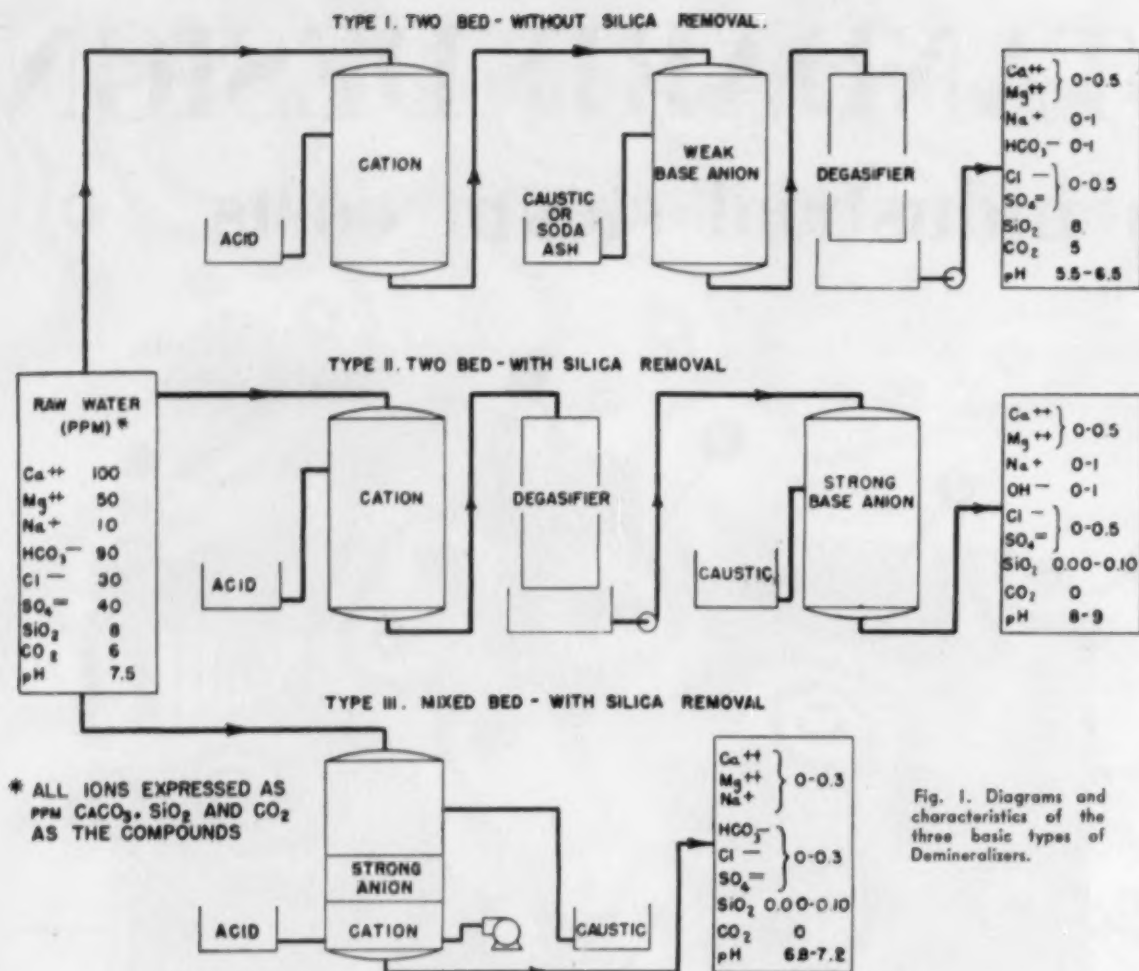 TYPE I. TWO BED - WITHOUT SILICA REMOVAL.
CATION
ACID
WEAK
BASE ANION
CAUSTIC
OR
SODA
ASH
DEGASIFIER
Ca++
Mg++ } 0-0.5
Na+ 0-1
HCO3− 0-1
Cl −
SO4= } 0-0.5
SiO2 8.
CO2 5
pH 5.5-6.5
TYPE II. TWO BED - WITH SILICA REMOVAL
RAW WATER
(PPM) *
Ca++ 100
Mg++ 50
Na+ 10
HCO3− 90
Cl − 30
SO4= 40
SiO2 8
CO2 6
pH 7.5
CATION
ACID
DEGASIFIER
STRONG
BASE ANION
CAUSTIC
Ca++
Mg++ } 0-0.5
Na+ 0-1
OH− 0-1
Cl −
SO4= } 0-0.5
SiO2 0.00-0.10
CO2 0
pH 8-9
TYPE III. MIXED BED - WITH SILICA REMOVAL
* ALL IONS EXPRESSED AS
PPM CACO3. SiO2 AND CO2
AS THE COMPOUNDS
STRONG
ANION
CATION
ACID
CAUSTIC
Ca++
Mg++ } 0-0.3
Na+
HCO3−
Cl − } 0-0.3
SO4=
SiO2 0.00-0.10
CO2 0
pH 6.8-7.2
Fig. 1. Diagrams and
characteristics of the
three basic types of
Demineralizers.